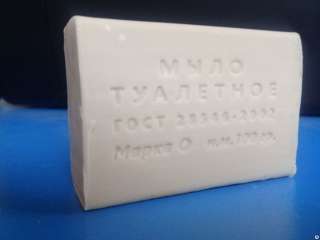 МЫЛО
ТУАЛЕТНОЕ
ГОСТ 28546-2002
Марка О н.м. 100 гр.